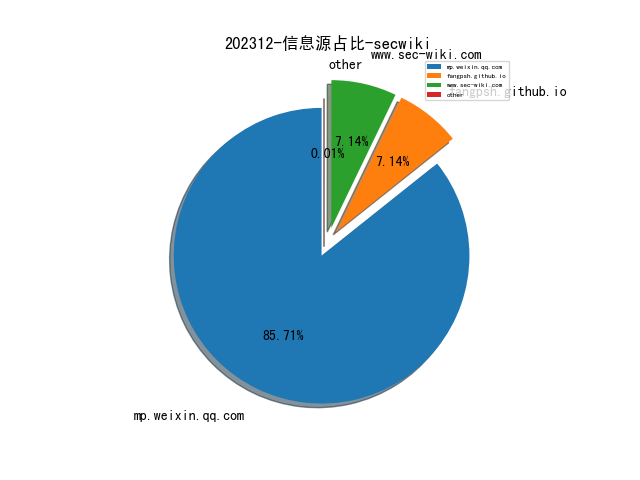 202312-信息源占比-secwiki
www.sec-wiki.com
other
mp.weixin.qq.com
fangpsh.github.io
www.sec-wiki.com
other
fangpsh.github.io
7.14%
0.01%
7.14%
85.71%
mp.weixin.qq.com